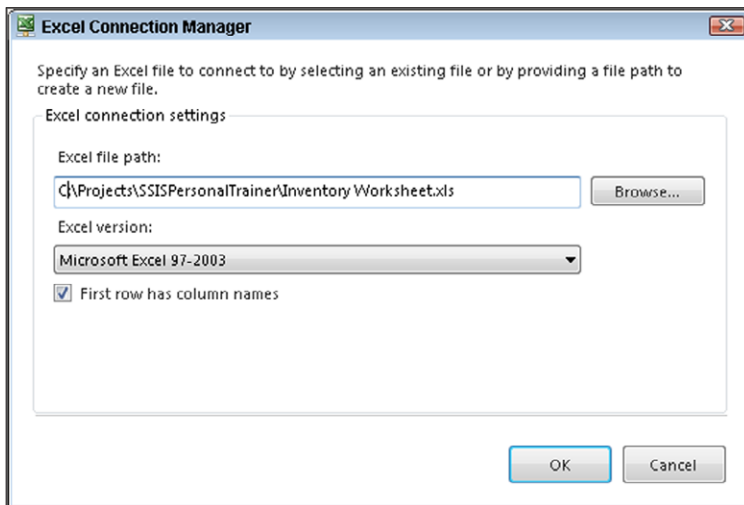 Excel Connection Manager
Specify an Excel file to connect to by selecting an existing file or by providing a file path to
create a new file.
Excel connection settings
Excel file path:
C:\Projects\SSISPersonalTrainer\Inventory Worksheet.xls
Browse...
Excel version:
Microsoft Excel 97-2003
First row has column names
OK
Cancel